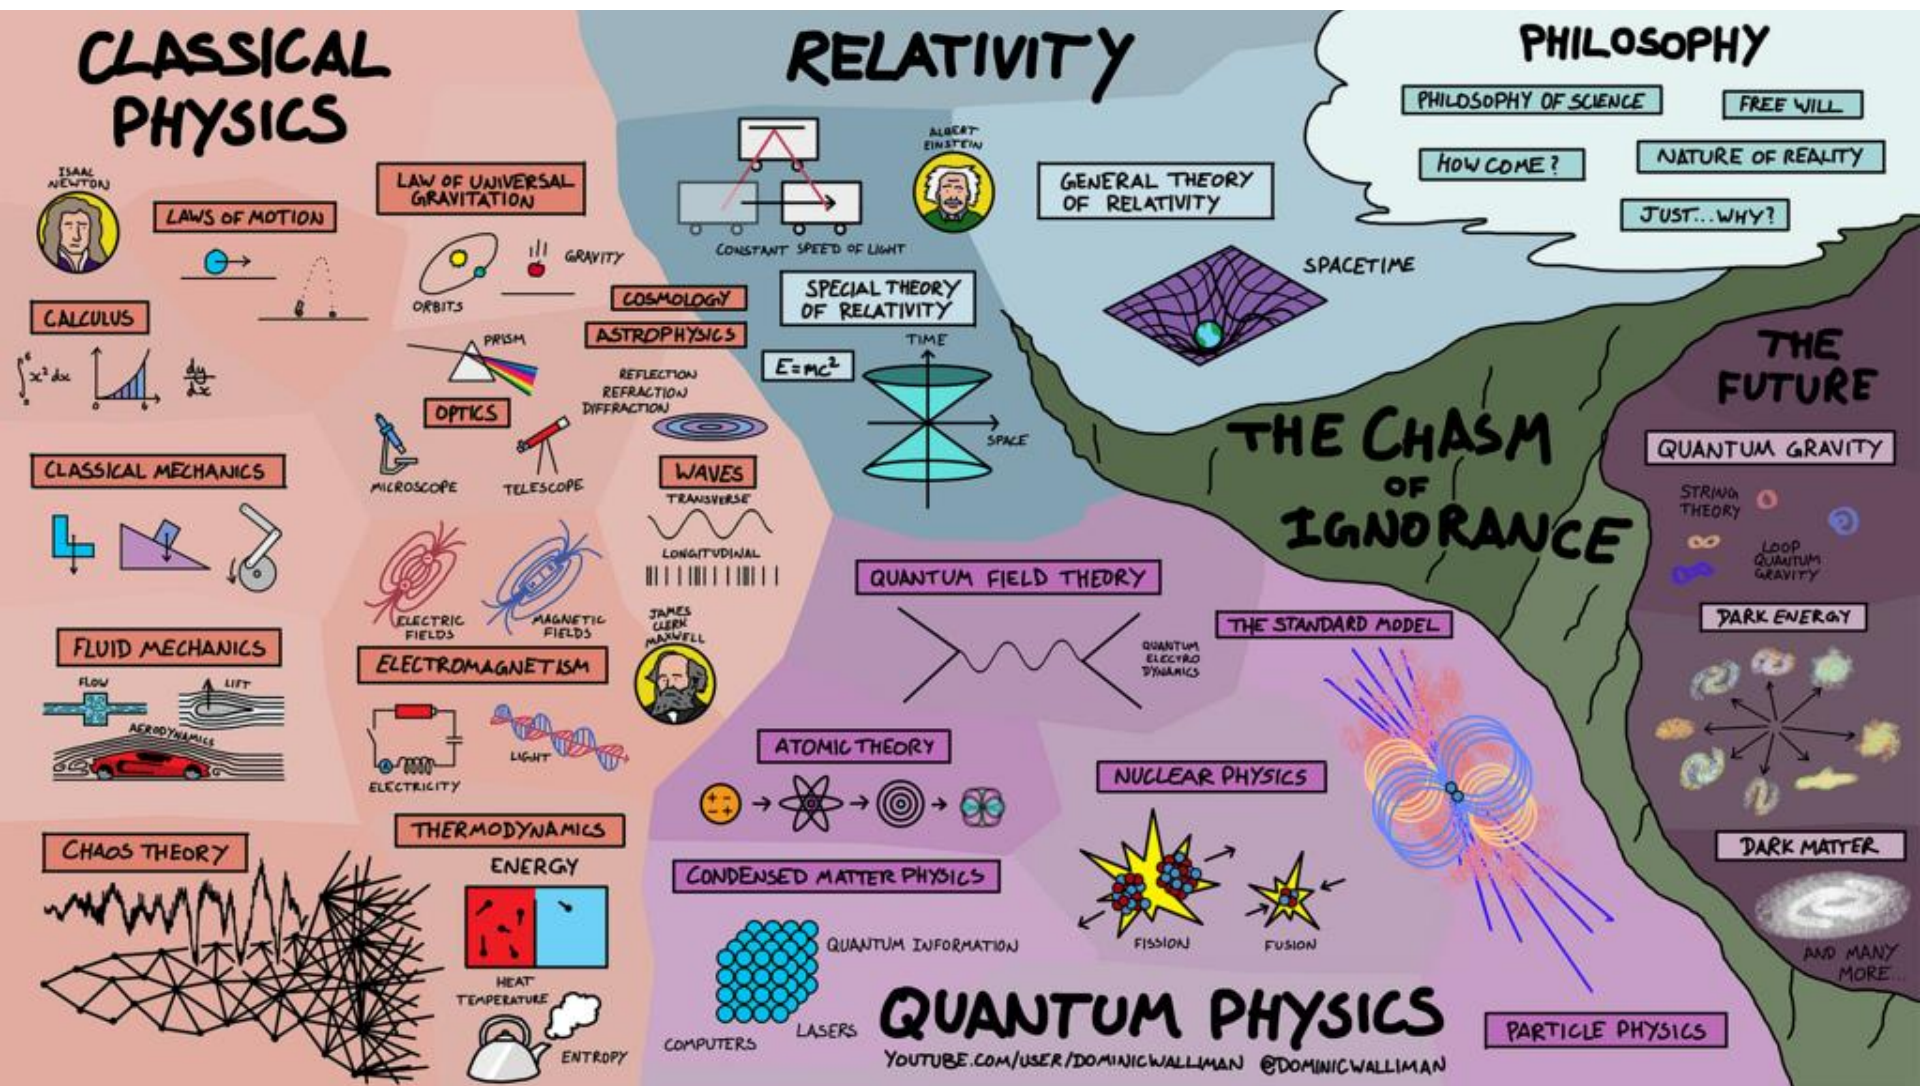 CLASSICAL
PHYSICS
ISAAC
NEWTON
LAWS OF MOTION
LAW OF UNIVERSAL
GRAVITATION
ORBITS
GRAVITY
CALCULUS
∫ x² dx
0
6
dy
dx
PRISM
COSMOLOGY
ASTROPHYSICS
REFLECTION
REFRACTION
DIFFRACTION
OPTICS
MICROSCOPE
TELESCOPE
CLASSICAL MECHANICS
WAVES
TRANSVERSE
LONGITUDINAL
ELECTRIC
FIELDS
MAGNETIC
FIELDS
JAMES
CLERK
MAXWELL
FLUID MECHANICS
FLOW
LIFT
AERODYNAMICS
ELECTROMAGNETISM
ELECTRICITY
LIGHT
CHAOS THEORY
THERMODYNAMICS
ENERGY
HEAT
TEMPERATURE
ENTROPY
RELATIVITY
CONSTANT SPEED OF LIGHT
ALBERT
EINSTEIN
GENERAL THEORY
OF RELATIVITY
SPACETIME
SPECIAL THEORY
OF RELATIVITY
E=mc²
TIME
SPACE
PHILOSOPHY
PHILOSOPHY OF SCIENCE
FREE WILL
HOW COME?
NATURE OF REALITY
JUST...WHY?
THE CHASM
OF
IGNORANCE
THE
FUTURE
QUANTUM GRAVITY
STRING
THEORY
LOOP
QUANTUM
GRAVITY
DARK ENERGY
DARK MATTER
AND MANY
MORE...
QUANTUM FIELD THEORY
QUANTUM
ELECTRO
DYNAMICS
THE STANDARD MODEL
ATOMIC THEORY
NUCLEAR PHYSICS
FISSION
FUSION
CONDENSED MATTER PHYSICS
QUANTUM INFORMATION
LASERS
COMPUTERS
PARTICLE PHYSICS
QUANTUM PHYSICS
YOUTUBE.COM/USER/DOMINICWALLIMAN @DOMINICWALLIMAN